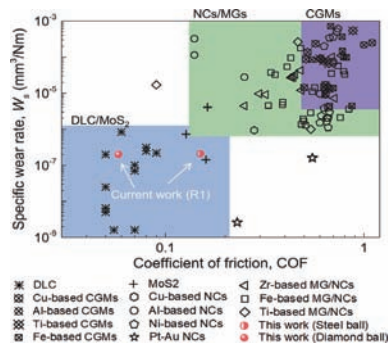 NCs/MGs
CGMs
DLC/MoS₂
Current work (R1)
Specific wear rate, Wₛ (mm³/Nm)
10⁻³
10⁻⁵
10⁻⁷
10⁻⁹
0.1
1
Coefficient of friction, COF
DLC
Cu-based CGMs
Al-based CGMs
Ti-based CGMs
Fe-based CGMs
MoS2
Cu-based NCs
Al-based NCs
Ni-based NCs
Pt-Au NCs
Zr-based MG/NCs
Fe-based MG/NCs
Ti-based MG/NCs
This work (Steel ball)
This work (Diamond ball)